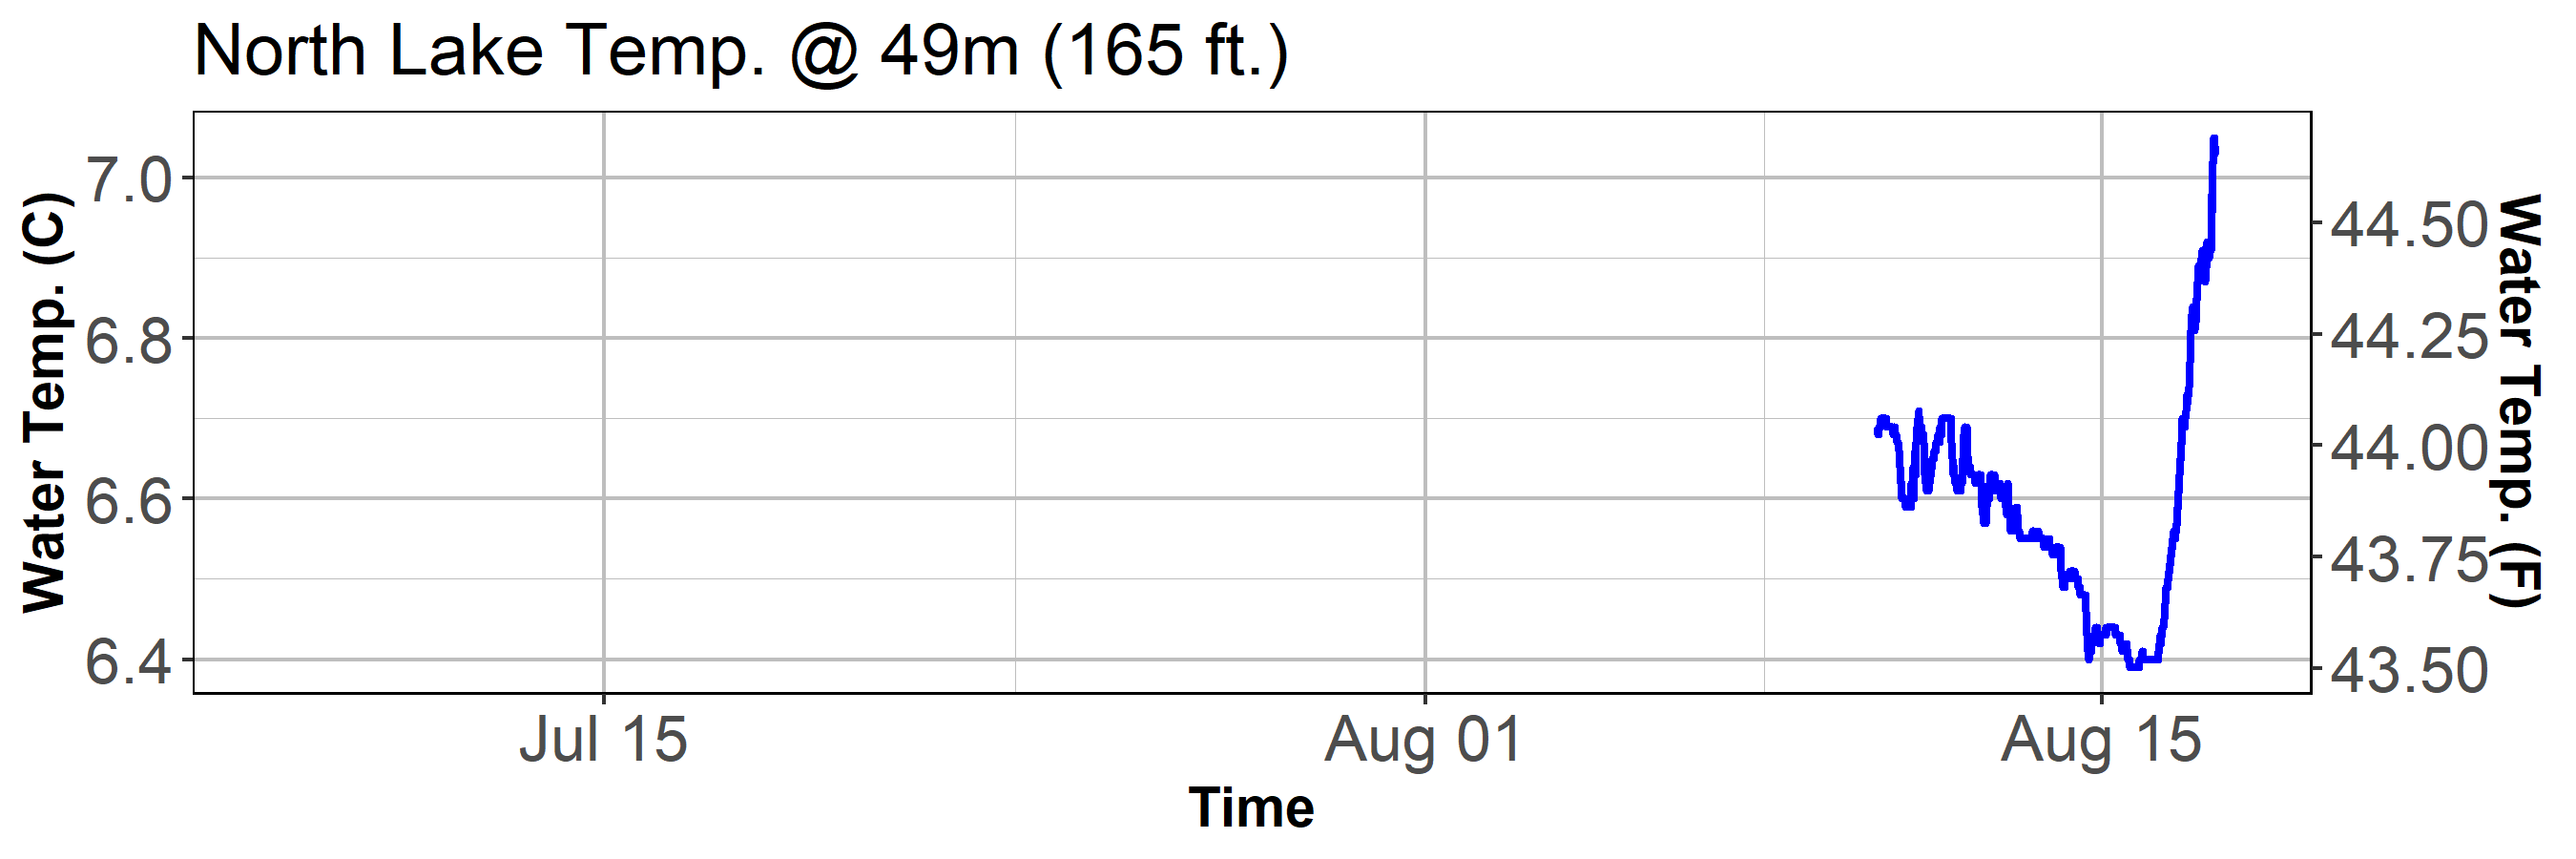 North Lake Temp. @ 49m (165 ft.)
Water Temp. (C)
7.0
6.8
6.6
6.4
44.50
44.25
44.00
43.75
43.50
Water Temp. (F)
Jul 15
Aug 01
Aug 15
Time